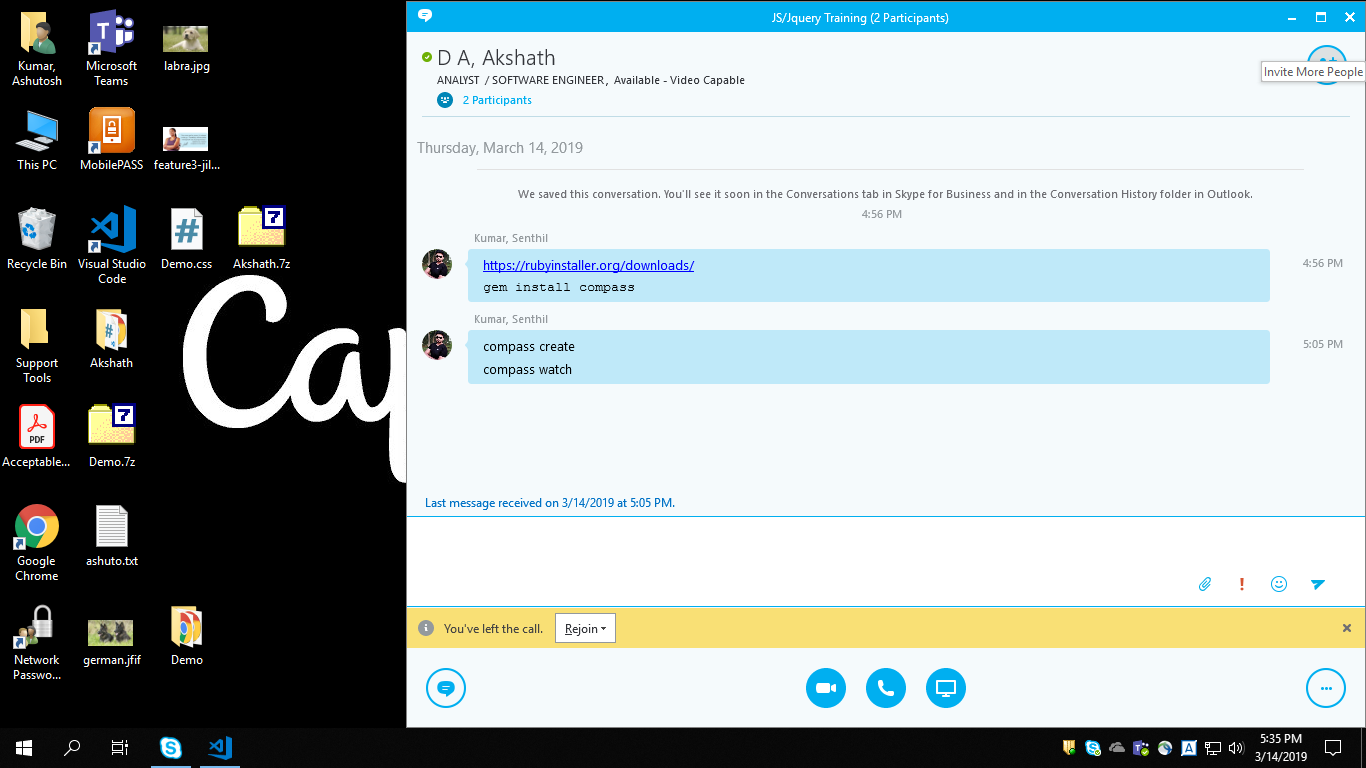 Kumar,
Ashutosh
Microsoft
Teams
labra.jpg
This PC
MobilePASS
feature3-jil...
Recycle Bin
Visual Studio
Code
Demo.css
Akshath.7z
7
Support
Tools
Akshath
PDF
Acceptable...
Demo.7z
7
Google
Chrome
ashuto.txt
Network
Passwo...
german.jfif
Demo
Cap
JS/Jquery Training (2 Participants)
D A, Akshath
ANALYST / SOFTWARE ENGINEER, Available - Video Capable
2 Participants
Invite More People
Thursday, March 14, 2019
We saved this conversation. You'll see it soon in the Conversations tab in Skype for Business and in the Conversation History folder in Outlook.
4:56 PM
Kumar, Senthil
https://rubyinstaller.org/downloads/
4:56 PM
gem install compass
Kumar, Senthil
compass create
5:05 PM
compass watch
Last message received on 3/14/2019 at 5:05 PM.
You've left the call.
Rejoin
5:35 PM
3/14/2019